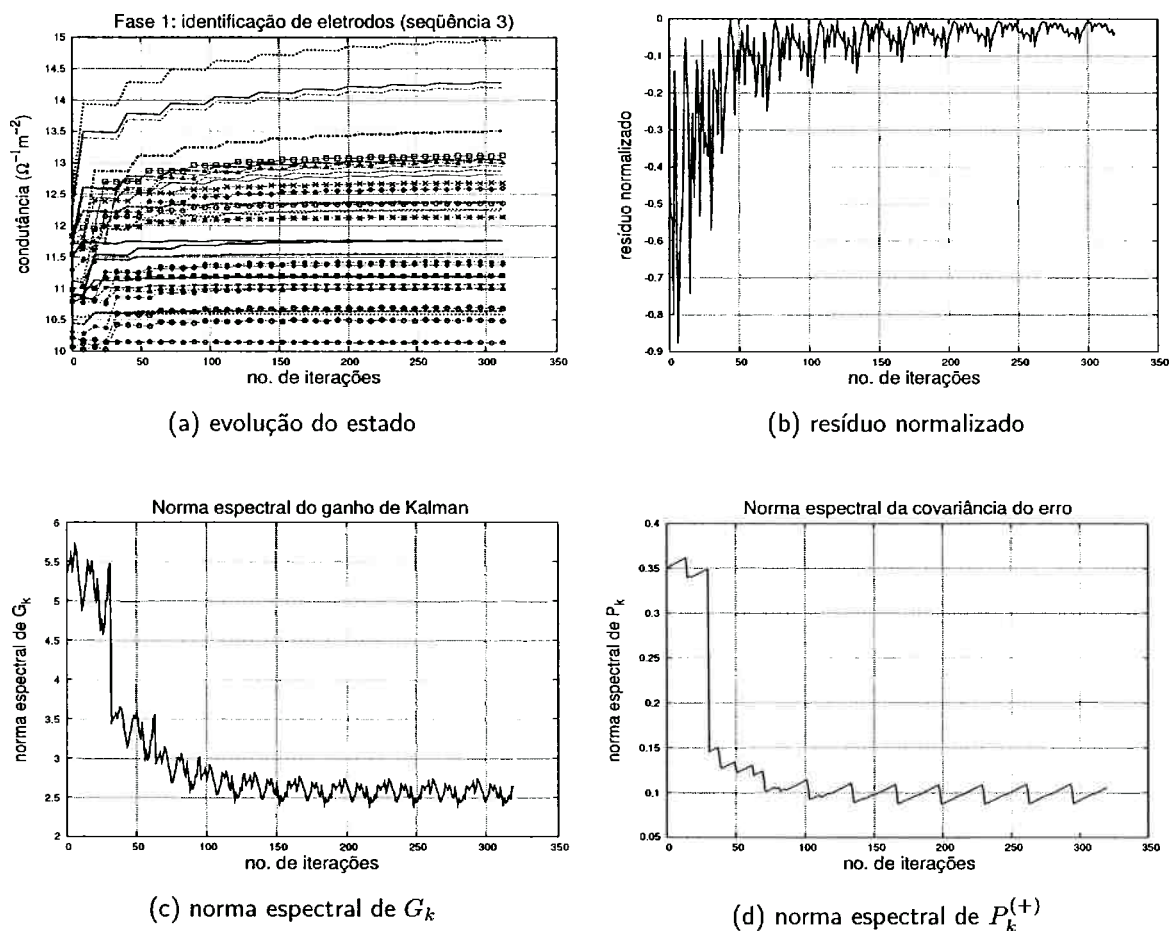 Fase 1: identificação de eletrodos (seqüência 3)
15
14.5
14
13.5
13
12.5
12
11.5
11
10.5
10
condutância (Ω⁻¹m⁻²)
0 50 100 150 200 250 300 350
no. de iterações
(a) evolução do estado
0
-0.1
-0.2
-0.3
-0.4
-0.5
-0.6
-0.7
-0.8
-0.9
resíduo normalizado
0 50 100 150 200 250 300 350
no. de iterações
(b) resíduo normalizado
Norma espectral do ganho de Kalman
6
5.5
5
4.5
4
3.5
3
2.5
2
norma espectral de G_k
0 50 100 150 200 250 300 350
no. de iterações
(c) norma espectral de G_k
Norma espectral da covariância do erro
0.4
0.35
0.3
0.25
0.2
0.15
0.1
0.05
norma espectral de P_k
0 50 100 150 200 250 300 350
no. de iterações
(d) norma espectral de P_k^(+)